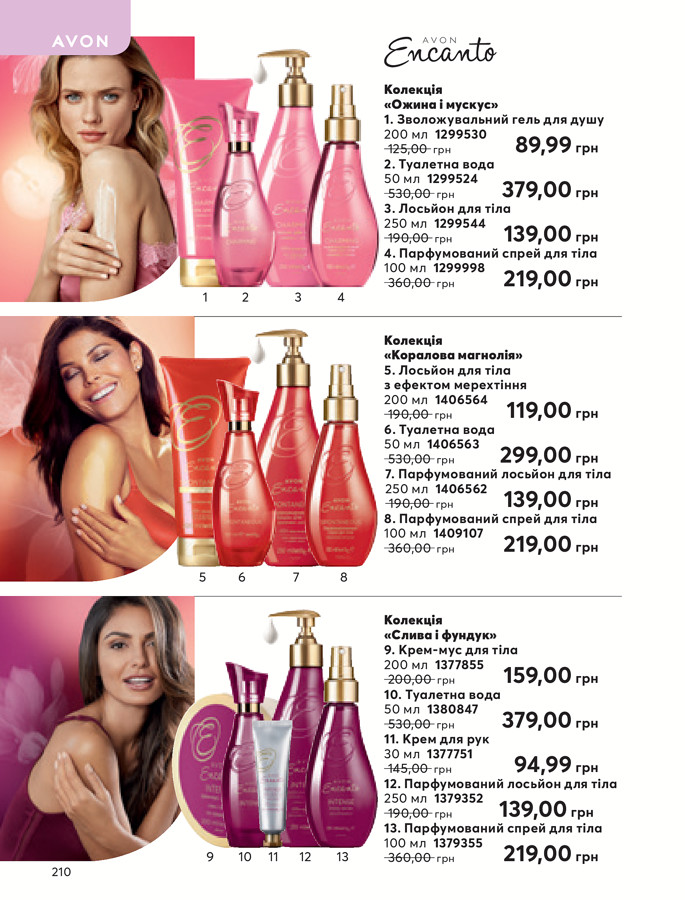 AVON
AVON
Encanto
Колекція
«Ожина і мускус»
1. Зволожувальний гель для душу
200 мл 1299530
125,00 грн 89,99 грн
2. Туалетна вода
50 мл 1299524
530,00 грн 379,00 грн
3. Лосьйон для тіла
250 мл 1299544
190,00 грн 139,00 грн
4. Парфумований спрей для тіла
100 мл 1299998
360,00 грн 219,00 грн
1 2 3 4
Колекція
«Коралова магнолія»
5. Лосьйон для тіла
з ефектом мерехтіння
200 мл 1406564
190,00 грн 119,00 грн
6. Туалетна вода
50 мл 1406563
530,00 грн 299,00 грн
7. Парфумований лосьйон для тіла
250 мл 1406562
190,00 грн 139,00 грн
8. Парфумований спрей для тіла
100 мл 1409107
360,00 грн 219,00 грн
5 6 7 8
Колекція
«Слива і фундук»
9. Крем-мус для тіла
200 мл 1377855
200,00 грн 159,00 грн
10. Туалетна вода
50 мл 1380847
530,00 грн 379,00 грн
11. Крем для рук
30 мл 1377751
145,00 грн 94,99 грн
12. Парфумований лосьйон для тіла
250 мл 1379352
190,00 грн 139,00 грн
13. Парфумований спрей для тіла
100 мл 1379355
360,00 грн 219,00 грн
9 10 11 12 13
210